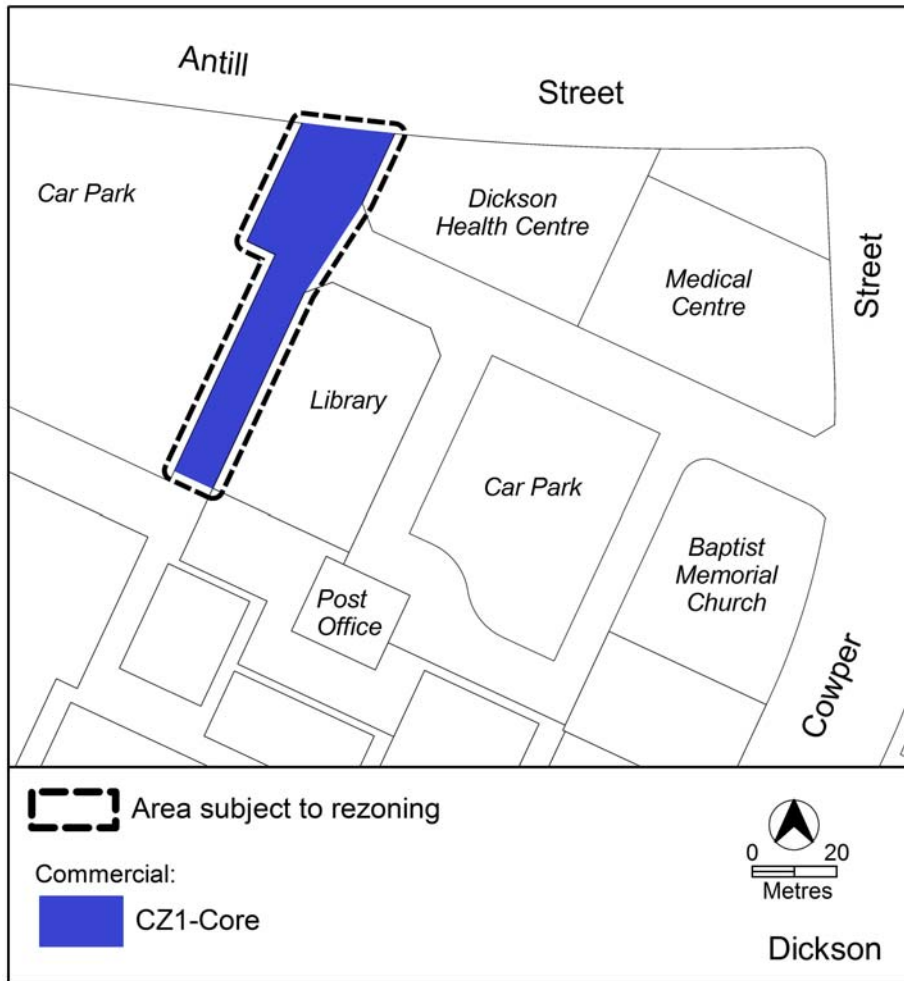 Antill
Street
Car Park
Dickson
Health Centre
Medical
Centre
Street
Library
Car Park
Baptist
Memorial
Church
Post
Office
Cowper
Area subject to rezoning
Commercial:
CZ1-Core
0 20
Metres
Dickson